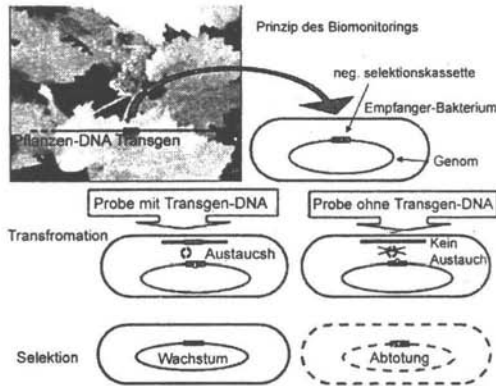 Prinzip des Biomonitorings
neg. selektionskassette
Empfanger-Bakterium
Pflanzen-DNA Transgen
Genom
Probe mit Transgen-DNA
Probe ohne Transgen-DNA
Transfromation
Austaucsh
Kein
Austauch
Selektion
Wachstum
Abtotung